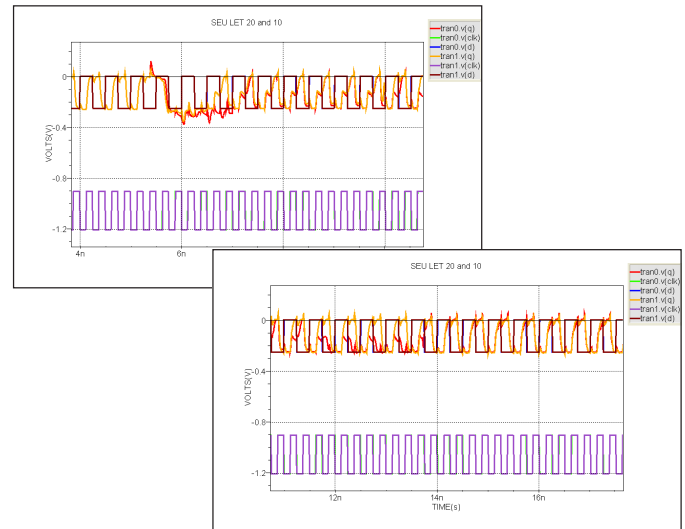 SEU LET 20 and 10
tran0.v(q)
tran0.v(clk)
tran0.v(d)
tran1.v(q)
tran1.v(clk)
tran1.v(d)
0
-0.4
-0.8
-1.2
VOLTS(V)
4n
6n
SEU LET 20 and 10
tran0.v(q)
tran0.v(clk)
tran0.v(d)
tran1.v(q)
tran1.v(clk)
tran1.v(d)
0
-0.4
-0.8
-1.2
VOLTS(V)
12n
14n
16n
TIME(s)